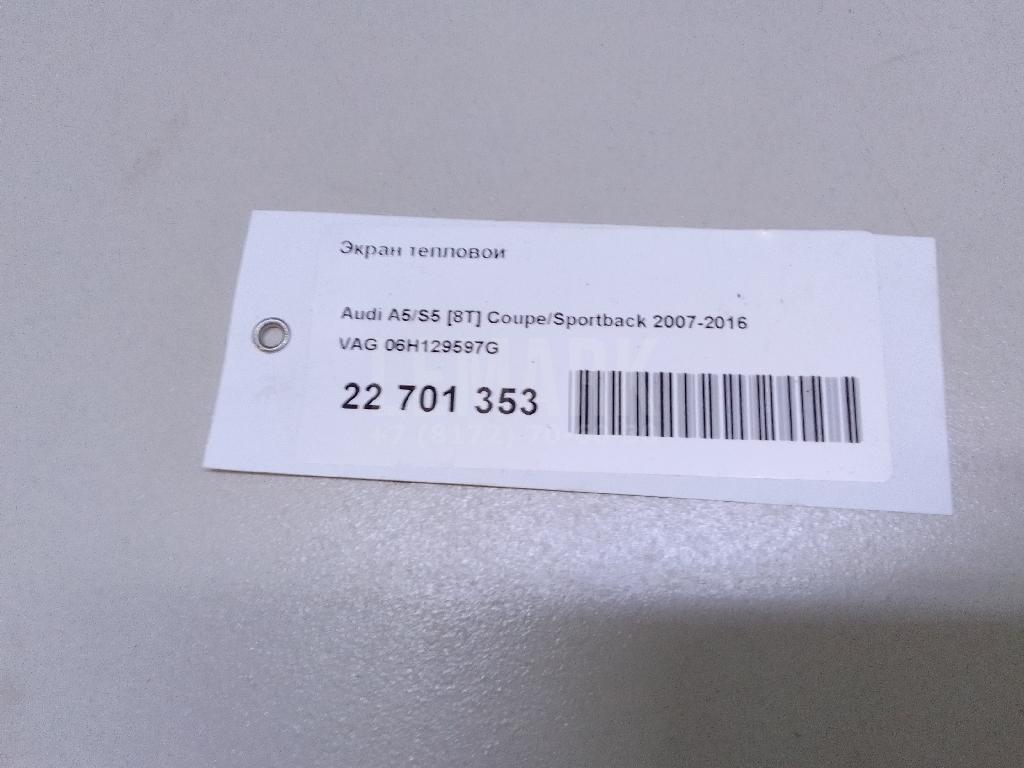 Экран тепловой
Audi A5/S5 [8T] Coupe/Sportback 2007-2016
VAG 06H129597G
22 701 353